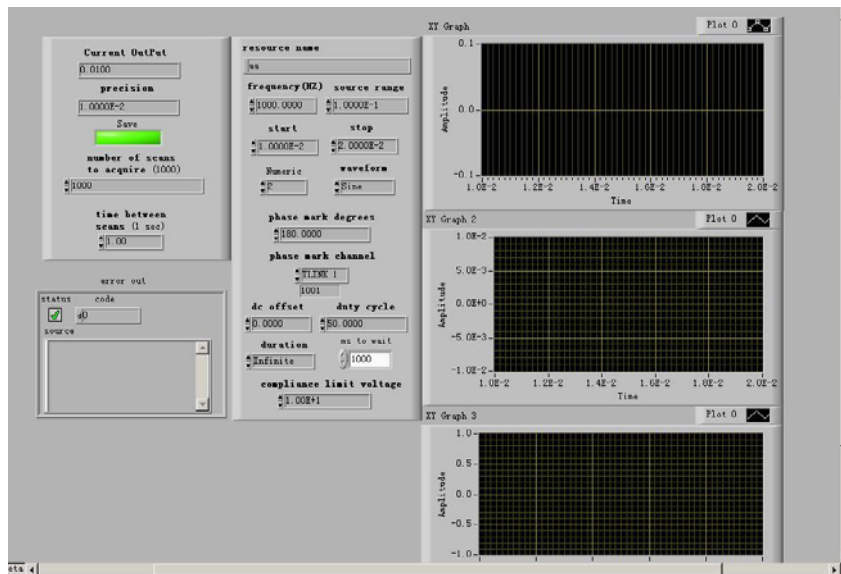 Current OutPut
0.0100
precision
1.0000E-2
Save
number of scans
to acquire (1000)
1000
time between
scans (1 sec)
1.00
error out
status code
d0
source
resource name
frequency(HZ) source range
1000.0000 1.0000E-1
start stop
1.0000E-2 2.0000E-2
Numeric waveform
2 Sine
phase mark degrees
180.0000
phase mark channel
TLINK 1
1001
dc offset duty cycle
0.0000 50.0000
duration ms to wait
Infinite 1000
compliance limit voltage
1.00E+1
XY Graph Plot 0
0.1
0.0
-0.1
Amplitude
1.0E-2 1.2E-2 1.4E-2 1.6E-2 1.8E-2 2.0E-2
Time
XY Graph 2 Plot 0
1.0E-2
5.0E-3
0.0E+0
-5.0E-3
-1.0E-2
Amplitude
1.0E-2 1.2E-2 1.4E-2 1.6E-2 1.8E-2 2.0E-2
Time
XY Graph 3 Plot 0
1.0
0.5
0.0
-0.5
-1.0
Amplitude